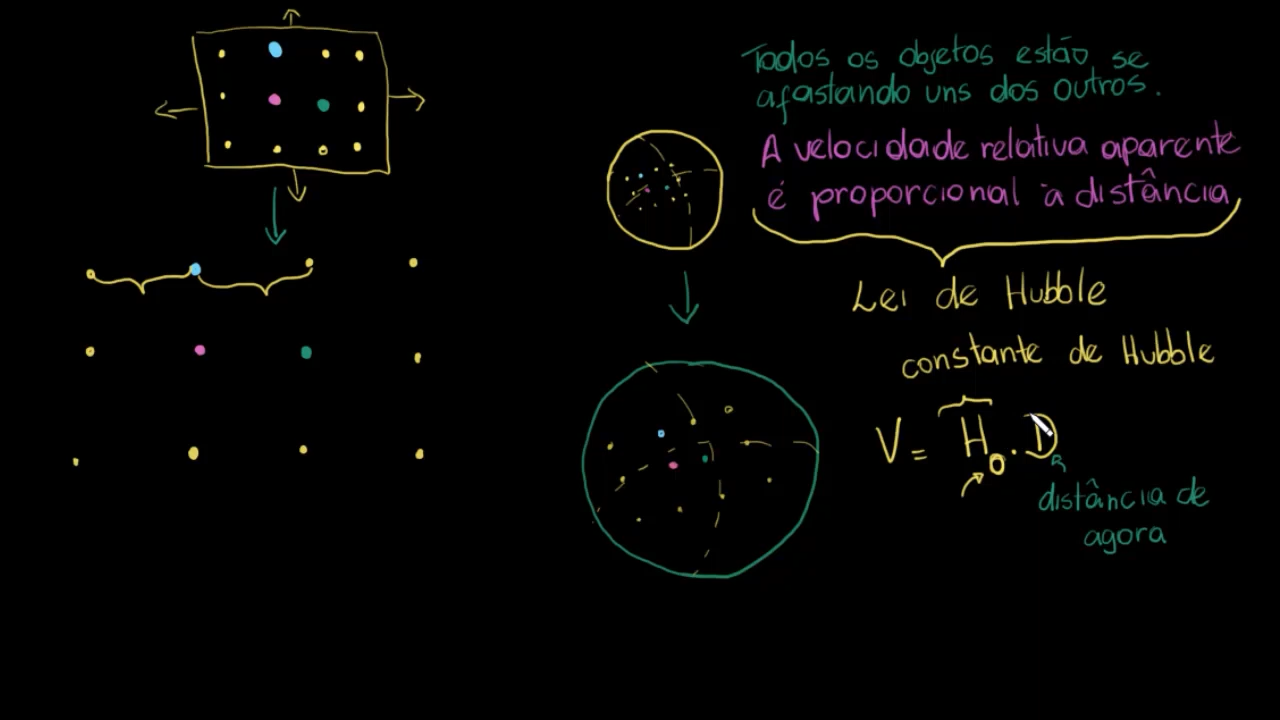 Todos os objetos estão se
afastando uns dos outros.
A velocidade relativa aparente
é proporcional à distância
Lei de Hubble
constante de Hubble
V = H₀ . D
distância de
agora